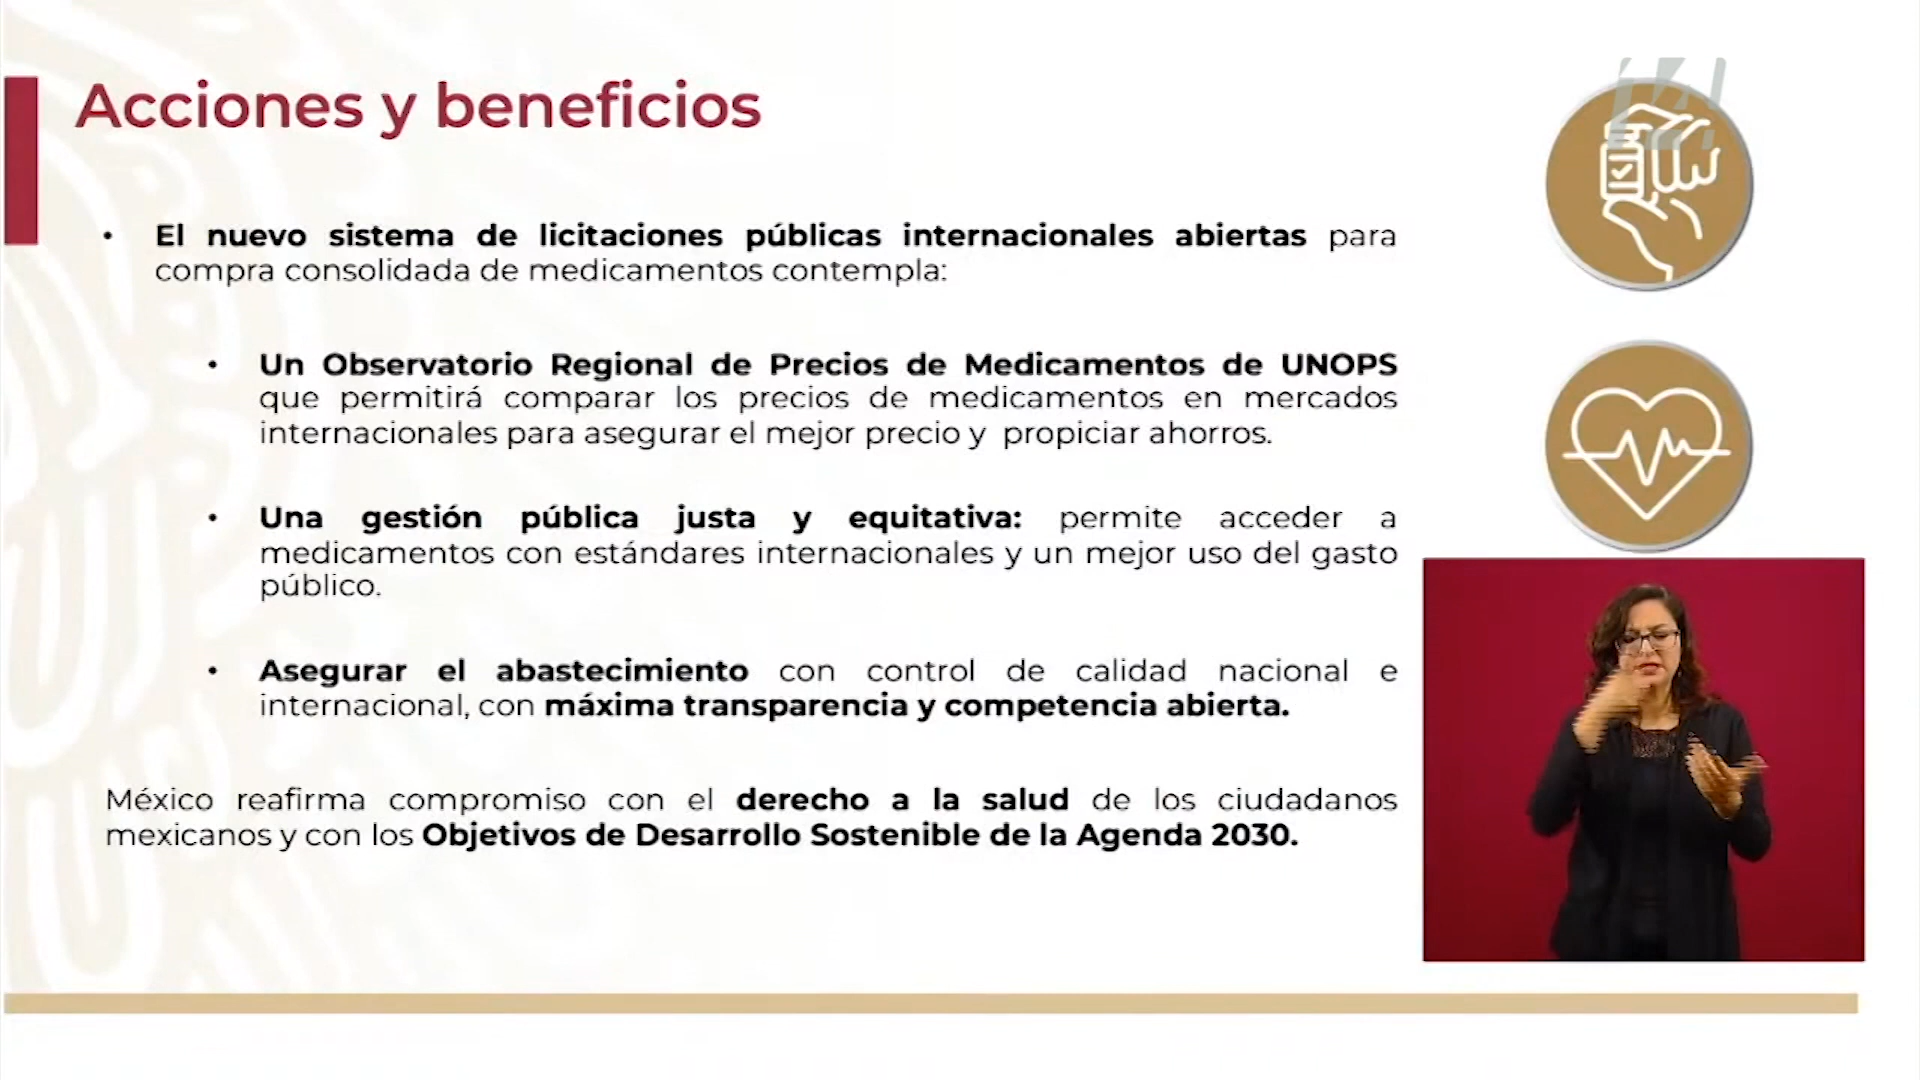 Acciones y beneficios
• El nuevo sistema de licitaciones públicas internacionales abiertas para
compra consolidada de medicamentos contempla:
• Un Observatorio Regional de Precios de Medicamentos de UNOPS
que permitirá comparar los precios de medicamentos en mercados
internacionales para asegurar el mejor precio y propiciar ahorros.
• Una gestión pública justa y equitativa: permite acceder a
medicamentos con estándares internacionales y un mejor uso del gasto
público.
• Asegurar el abastecimiento con control de calidad nacional e
internacional, con máxima transparencia y competencia abierta.
México reafirma compromiso con el derecho a la salud de los ciudadanos
mexicanos y con los Objetivos de Desarrollo Sostenible de la Agenda 2030.